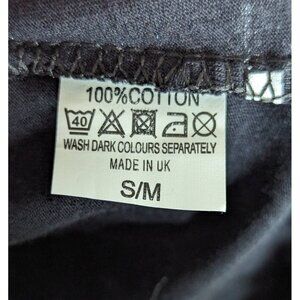 100%COTTON
40
WASH DARK COLOURS SEPARATELY
MADE IN UK
S/M